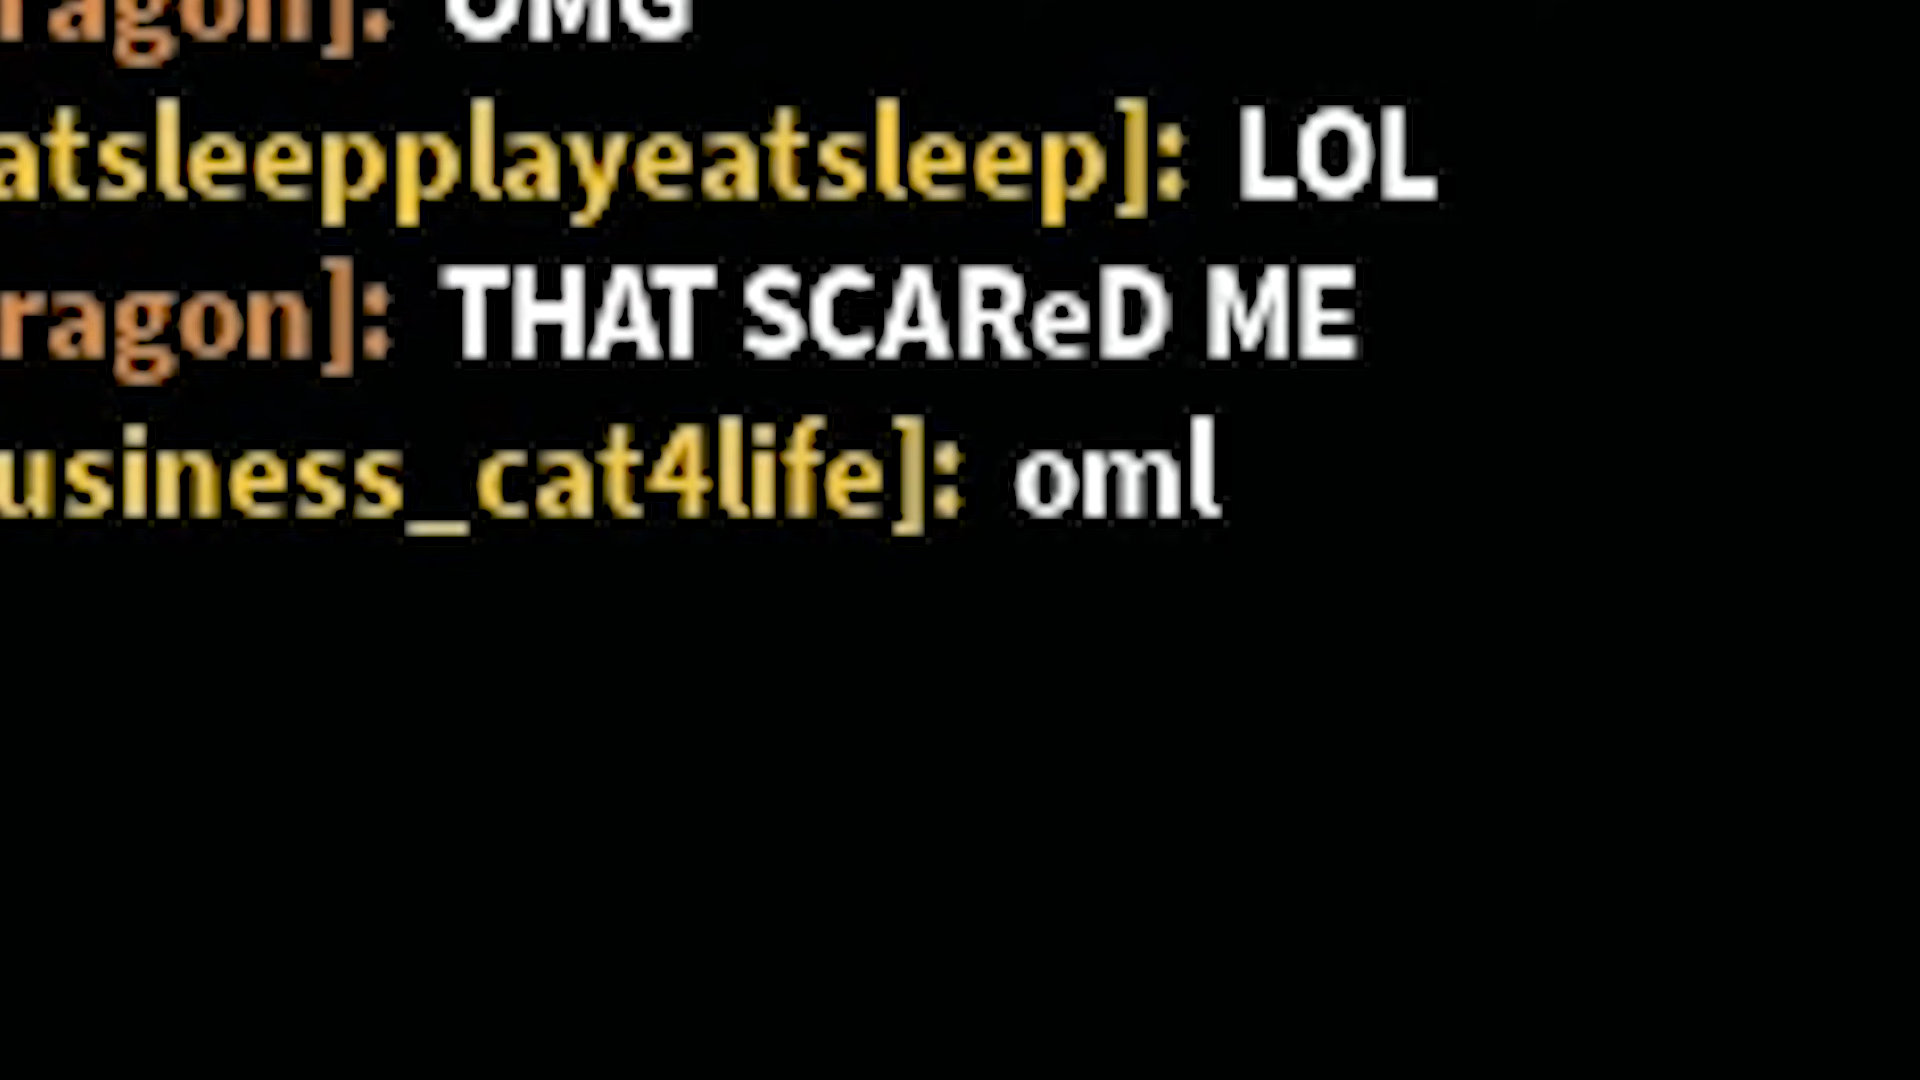 ragon]: OMG
atsleepplayeatsleep]: LOL
ragon]: THAT SCAReD ME
usiness_cat4life]: oml